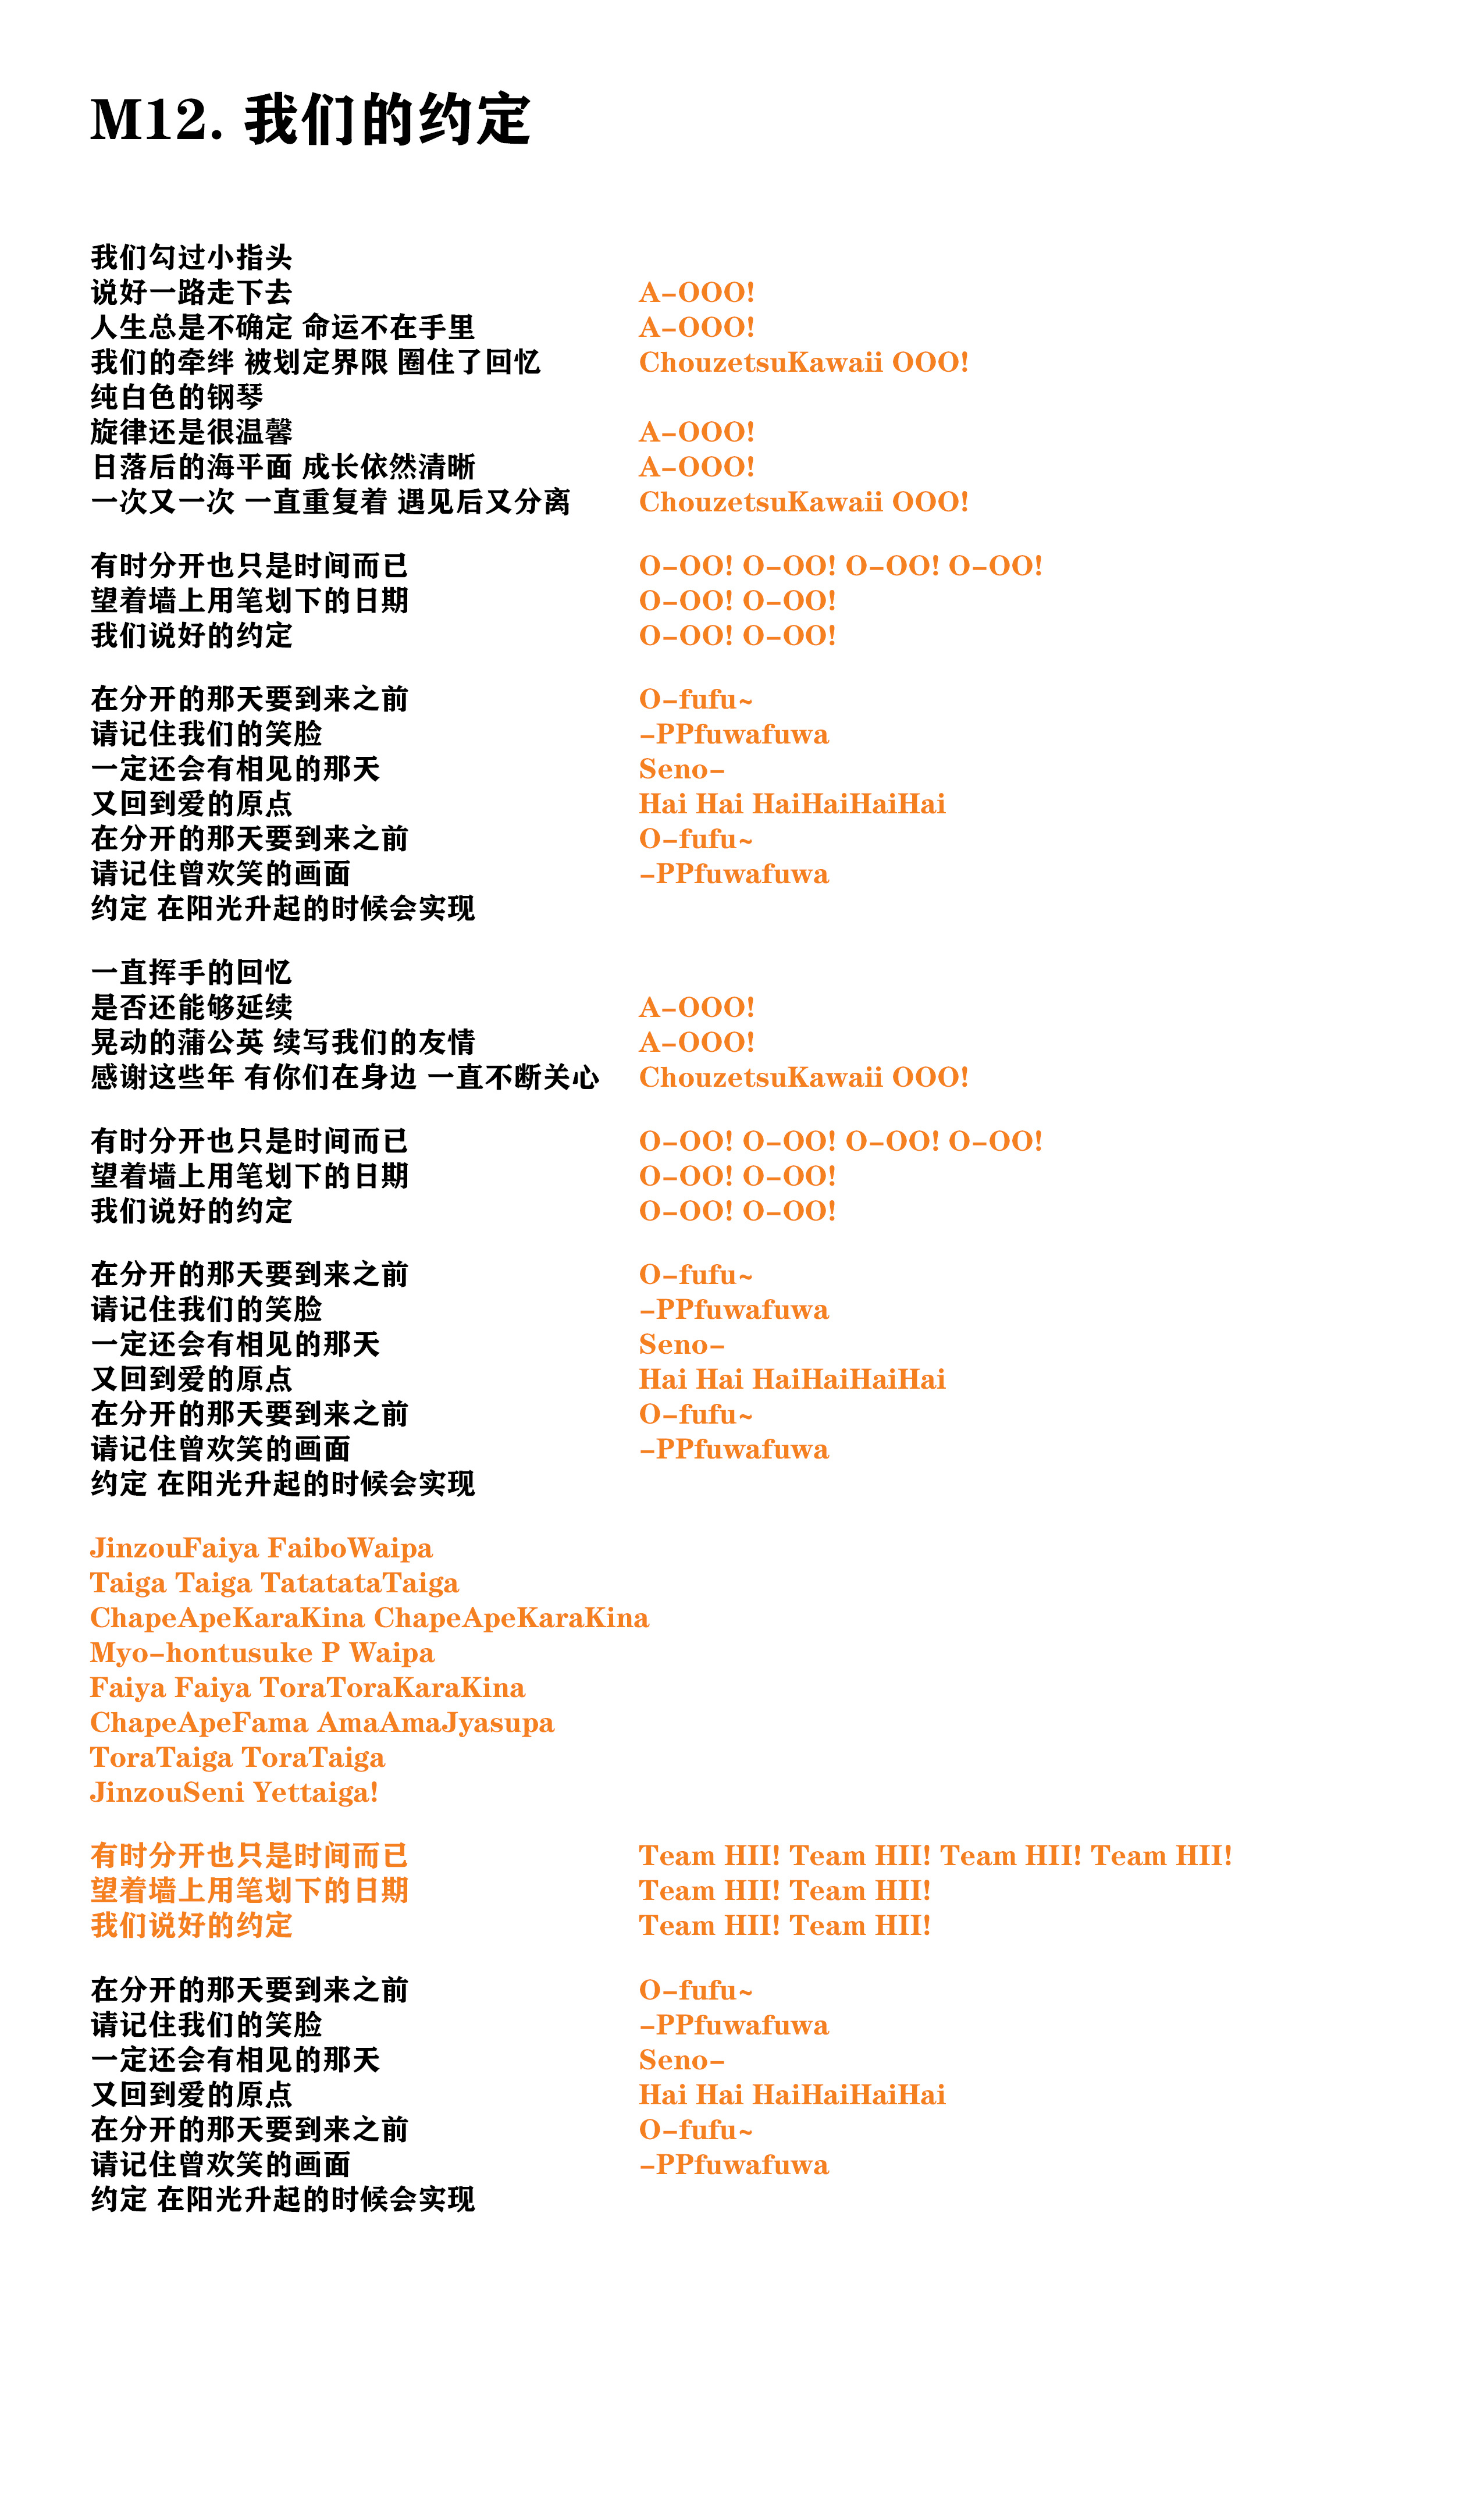 M12. 我们的约定
我们勾过小指头
说好一路走下去 A-OOO!
人生总是不确定 命运不在手里 A-OOO!
我们的牵绊 被划定界限 圈住了回忆 ChouzetsuKawaii OOO!
纯白色的钢琴
旋律还是很温馨 A-OOO!
日落后的海平面 成长依然清晰 A-OOO!
一次又一次 一直重复着 遇见后又分离 ChouzetsuKawaii OOO!
有时分开也只是时间而已 O-OO! O-OO! O-OO! O-OO!
望着墙上用笔划下的日期 O-OO! O-OO!
我们说好的约定 O-OO! O-OO!
在分开的那天要到来之前 O-fufu~
请记住我们的笑脸 -PPfuwafuwa
一定还会有相见的那天 Seno-
又回到爱的原点 Hai Hai HaiHaiHaiHai
在分开的那天要到来之前 O-fufu~
请记住曾欢笑的画面 -PPfuwafuwa
约定 在阳光升起的时候会实现
一直挥手的回忆
是否还能够延续 A-OOO!
晃动的蒲公英 续写我们的友情 A-OOO!
感谢这些年 有你们在身边 一直不断关心 ChouzetsuKawaii OOO!
有时分开也只是时间而已 O-OO! O-OO! O-OO! O-OO!
望着墙上用笔划下的日期 O-OO! O-OO!
我们说好的约定 O-OO! O-OO!
在分开的那天要到来之前 O-fufu~
请记住我们的笑脸 -PPfuwafuwa
一定还会有相见的那天 Seno-
又回到爱的原点 Hai Hai HaiHaiHaiHai
在分开的那天要到来之前 O-fufu~
请记住曾欢笑的画面 -PPfuwafuwa
约定 在阳光升起的时候会实现
JinzouFaiya FaiboWaipa
Taiga Taiga TatatataTaiga
ChapeApeKaraKina ChapeApeKaraKina
Myo-hontusuke P Waipa
Faiya Faiya ToraToraKaraKina
ChapeApeFama AmaAmaJyasupa
ToraTaiga ToraTaiga
JinzouSeni Yettaiga!
有时分开也只是时间而已 Team HII! Team HII! Team HII! Team HII!
望着墙上用笔划下的日期 Team HII! Team HII!
我们说好的约定 Team HII! Team HII!
在分开的那天要到来之前 O-fufu~
请记住我们的笑脸 -PPfuwafuwa
一定还会有相见的那天 Seno-
又回到爱的原点 Hai Hai HaiHaiHaiHai
在分开的那天要到来之前 O-fufu~
请记住曾欢笑的画面 -PPfuwafuwa
约定 在阳光升起的时候会实现